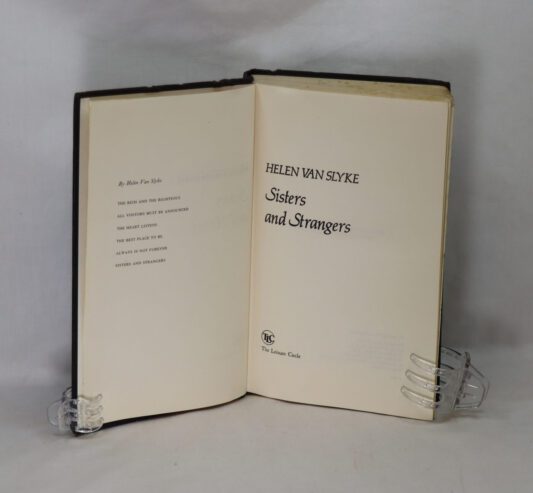 By Helen Van Slyke
THE RICH AND THE RIGHTEOUS
ALL VISITORS MUST BE ANNOUNCED
THE HEART LISTENS
THE BEST PLACE TO BE
ALWAYS IS NOT FOREVER
SISTERS AND STRANGERS
HELEN VAN SLYKE
Sisters
and Strangers
TLC
The Leisure Circle